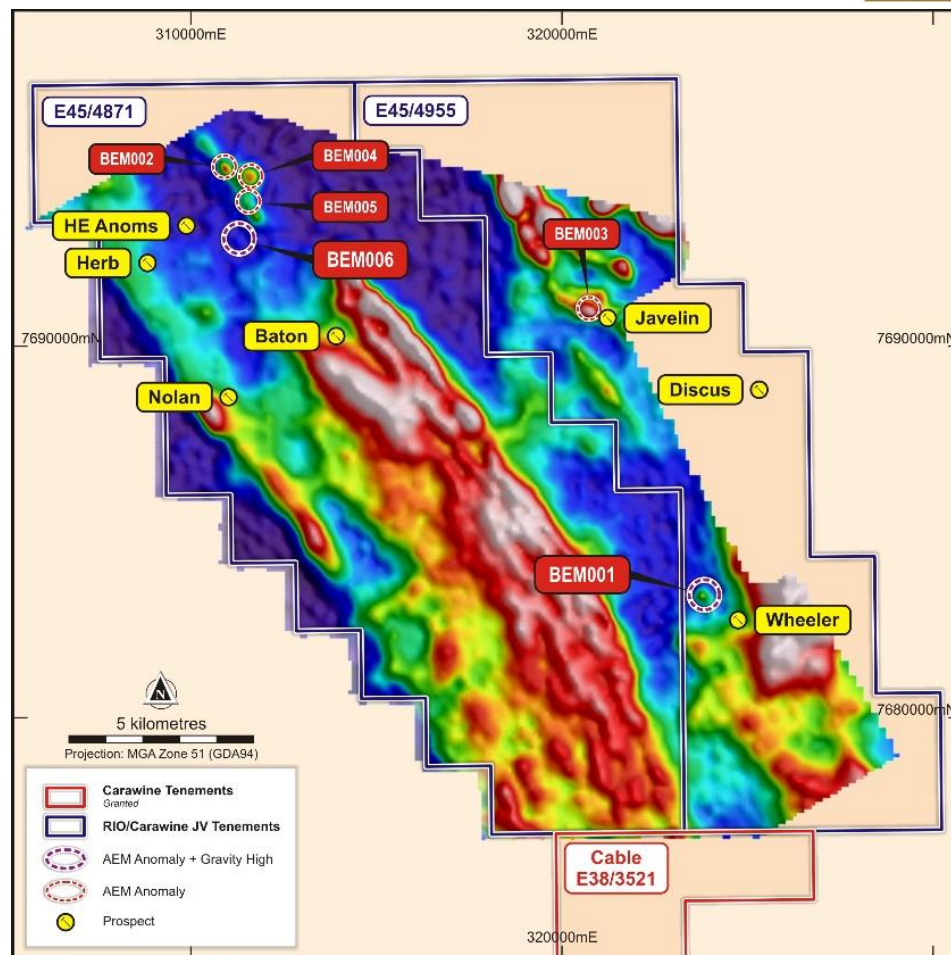 310000mE
320000mE
E45/4871
E45/4955
BEM002
BEM004
BEM005
BEM003
HE Anoms
Herb
BEM006
Javelin
7690000mN
7690000mN
Baton
Nolan
Discus
BEM001
Wheeler
N
5 kilometres
Projection: MGA Zone 51 (GDA94)
7680000mN
Carawine Tenements
Granted
RIO/Carawine JV Tenements
AEM Anomaly + Gravity High
AEM Anomaly
Prospect
Cable
E38/3521
320000mE